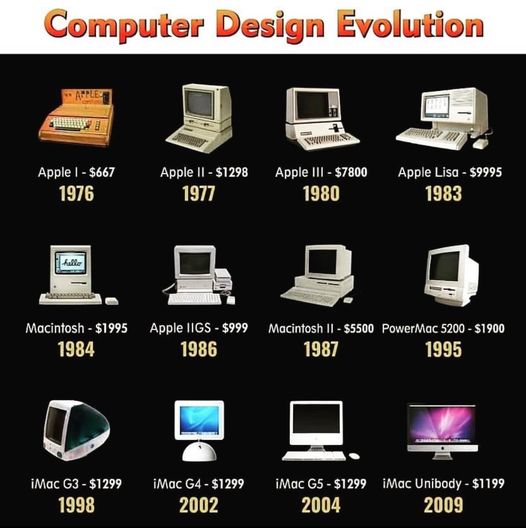 Computer Design Evolution
APPLE
Apple I - $667
1976
Apple II - $1298
1977
Apple III - $7800
1980
Apple Lisa - $9995
1983
hello
Macintosh - $1995
1984
Apple IIGS - $999
1986
Macintosh II - $5500
1987
PowerMac 5200 - $1900
1995
iMac G3 - $1299
1998
iMac G4 - $1299
2002
iMac G5 - $1299
2004
iMac Unibody - $1199
2009